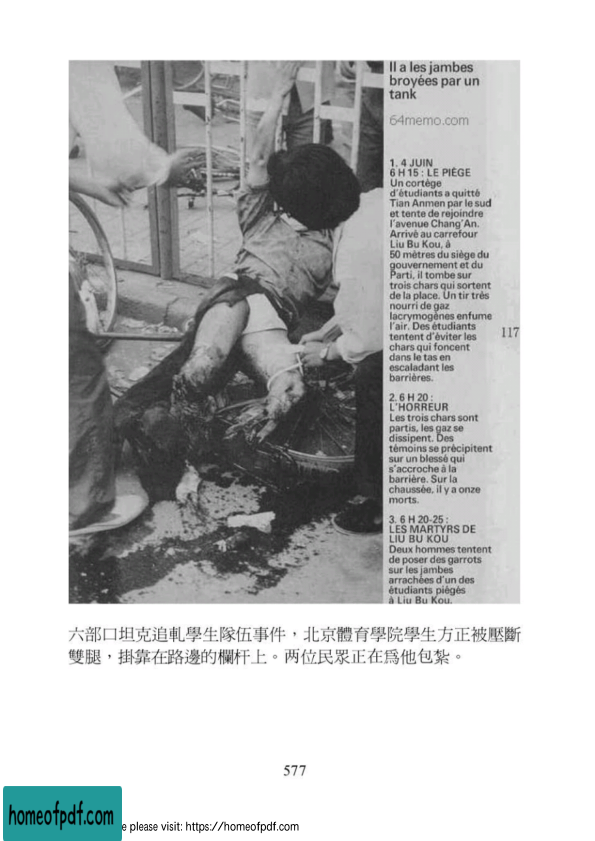 Il a les jambes
broyées par un
tank
64memo.com
1. 4 JUIN
6 H 15 : LE PIÈGE
Un cortège
d'étudiants a quitté
Tian Anmen par le sud
et tente de rejoindre
l'avenue Chang'An.
Arrivé au carrefour
Liu Bu Kou, à
50 mètres du siège du
gouvernement et du
Parti, il tombe sur
trois chars qui sortent
de la place. Un tir très
nourri de gaz
lacrymogènes enfume
l'air. Des étudiants
tentent d'éviter les
chars qui foncent
dans le tas en
escaladant les
barrières.
2. 6 H 20 :
L'HORREUR
Les trois chars sont
partis, les gaz se
dissipent. Des
témoins se précipitent
sur un blessé qui
s'accroche à la
barrière. Sur la
chaussée, il y a onze
morts.
3. 6 H 20-25 :
LES MARTYRS DE
LIU BU KOU
Deux hommes tentent
de poser des garrots
sur les jambes
arrachées d'un des
étudiants piégés
à Liu Bu Kou.
117
六部口坦克追軋學生隊伍事件，北京體育學院學生方正被壓斷
雙腿，掛靠在路邊的欄杆上。两位民眾正在爲他包紮。
577
homeofpdf.com
e please visit: https://homeofpdf.com